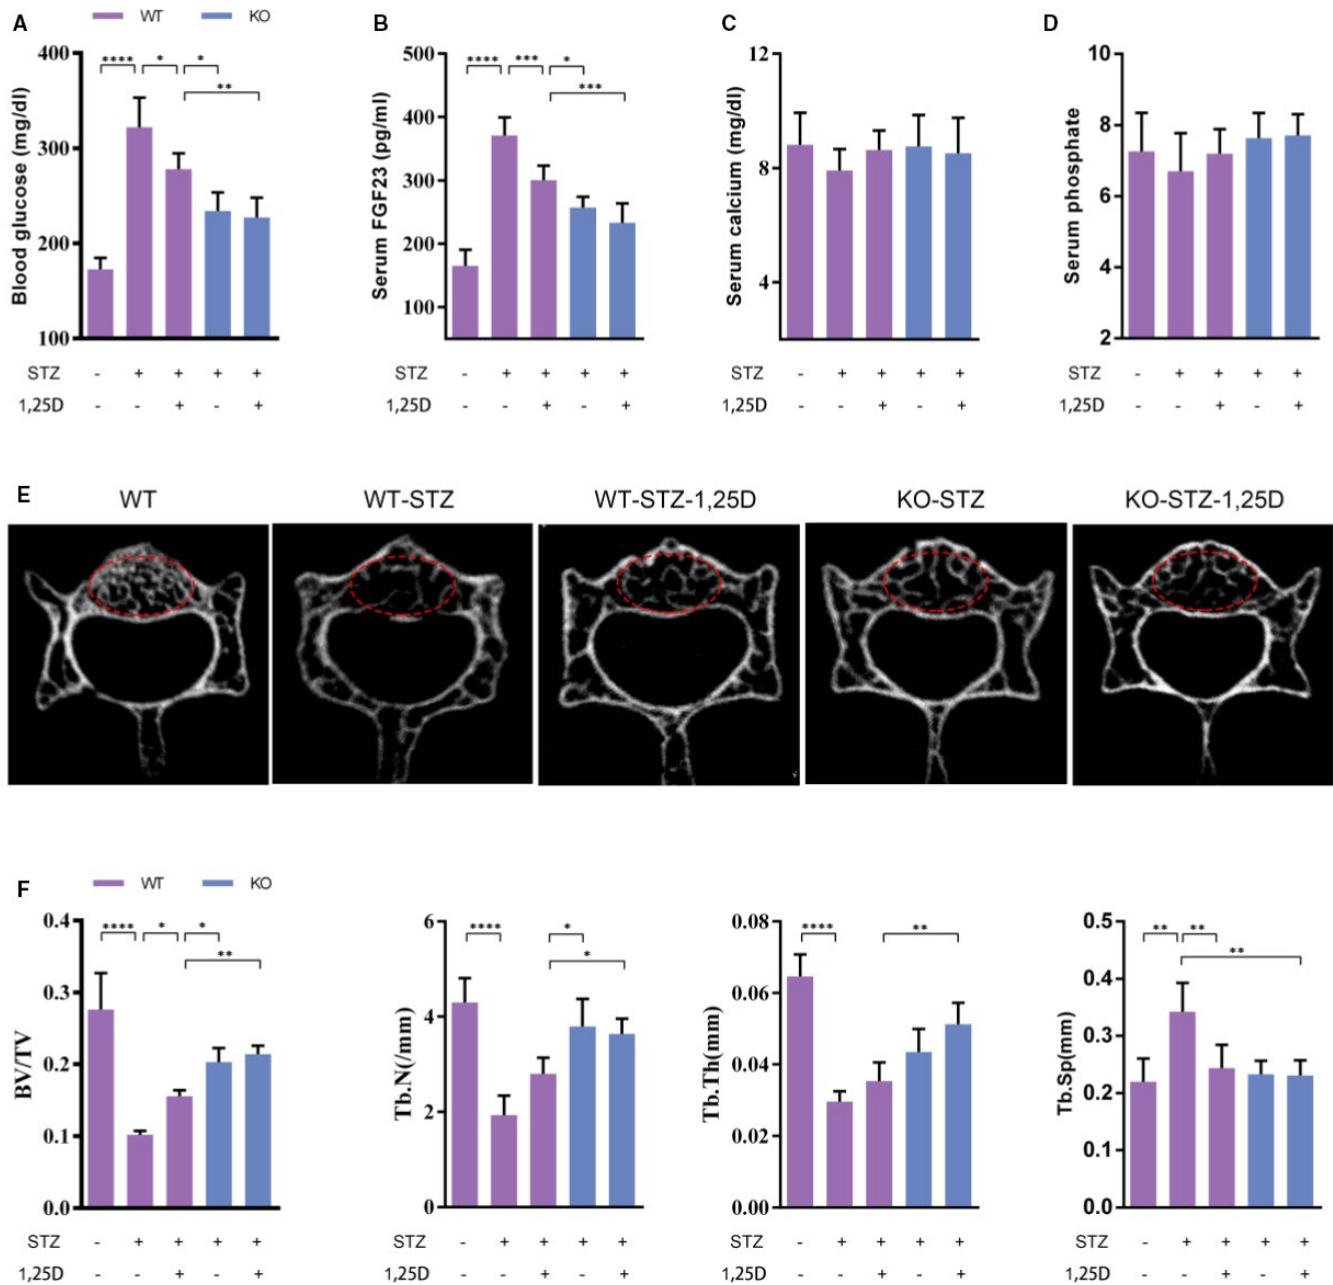 A
WT KO
Blood glucose (mg/dl)
400
300
200
100
**** * *
**
STZ - + + + +
1,25D - - + - +
B
Serum FGF23 (pg/ml)
500
400
300
200
100
**** *** *
***
STZ - + + + +
1,25D - - + - +
C
Serum calcium (mg/dl)
12
8
4
STZ - + + + +
1,25D - - + - +
D
Serum phosphate
10
8
6
4
2
STZ - + + + +
1,25D - - + - +
E
WT WT-STZ WT-STZ-1,25D KO-STZ KO-STZ-1,25D
F
WT KO
BV/TV
0.4
0.3
0.2
0.1
0.0
**** * *
**
STZ - + + + +
1,25D - - + - +
Tb.N(/mm)
6
4
2
0
**** *
*
STZ - + + + +
1,25D - - + - +
Tb.Th(mm)
0.08
0.06
0.04
0.02
0.00
**** **
STZ - + + + +
1,25D - - + - +
Tb.Sp(mm)
0.5
0.4
0.3
0.2
0.1
0.0
** **
**
STZ - + + + +
1,25D - - + - +